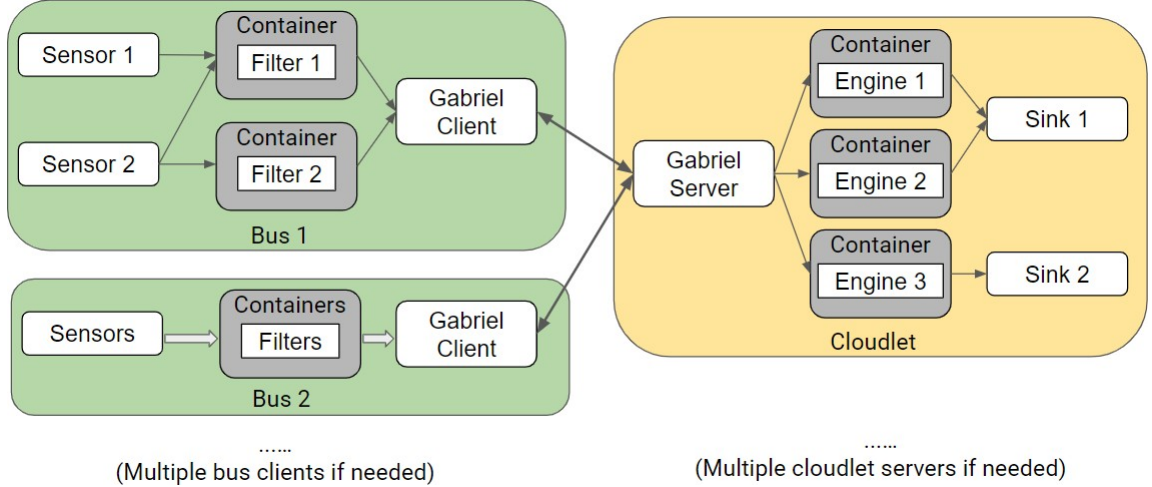 Sensor 1
Sensor 2
Container
Filter 1
Container
Filter 2
Gabriel
Client
Bus 1
Sensors
Containers
Filters
Gabriel
Client
Bus 2
......
(Multiple bus clients if needed)
Gabriel
Server
Container
Engine 1
Container
Engine 2
Container
Engine 3
Sink 1
Sink 2
Cloudlet
......
(Multiple cloudlet servers if needed)